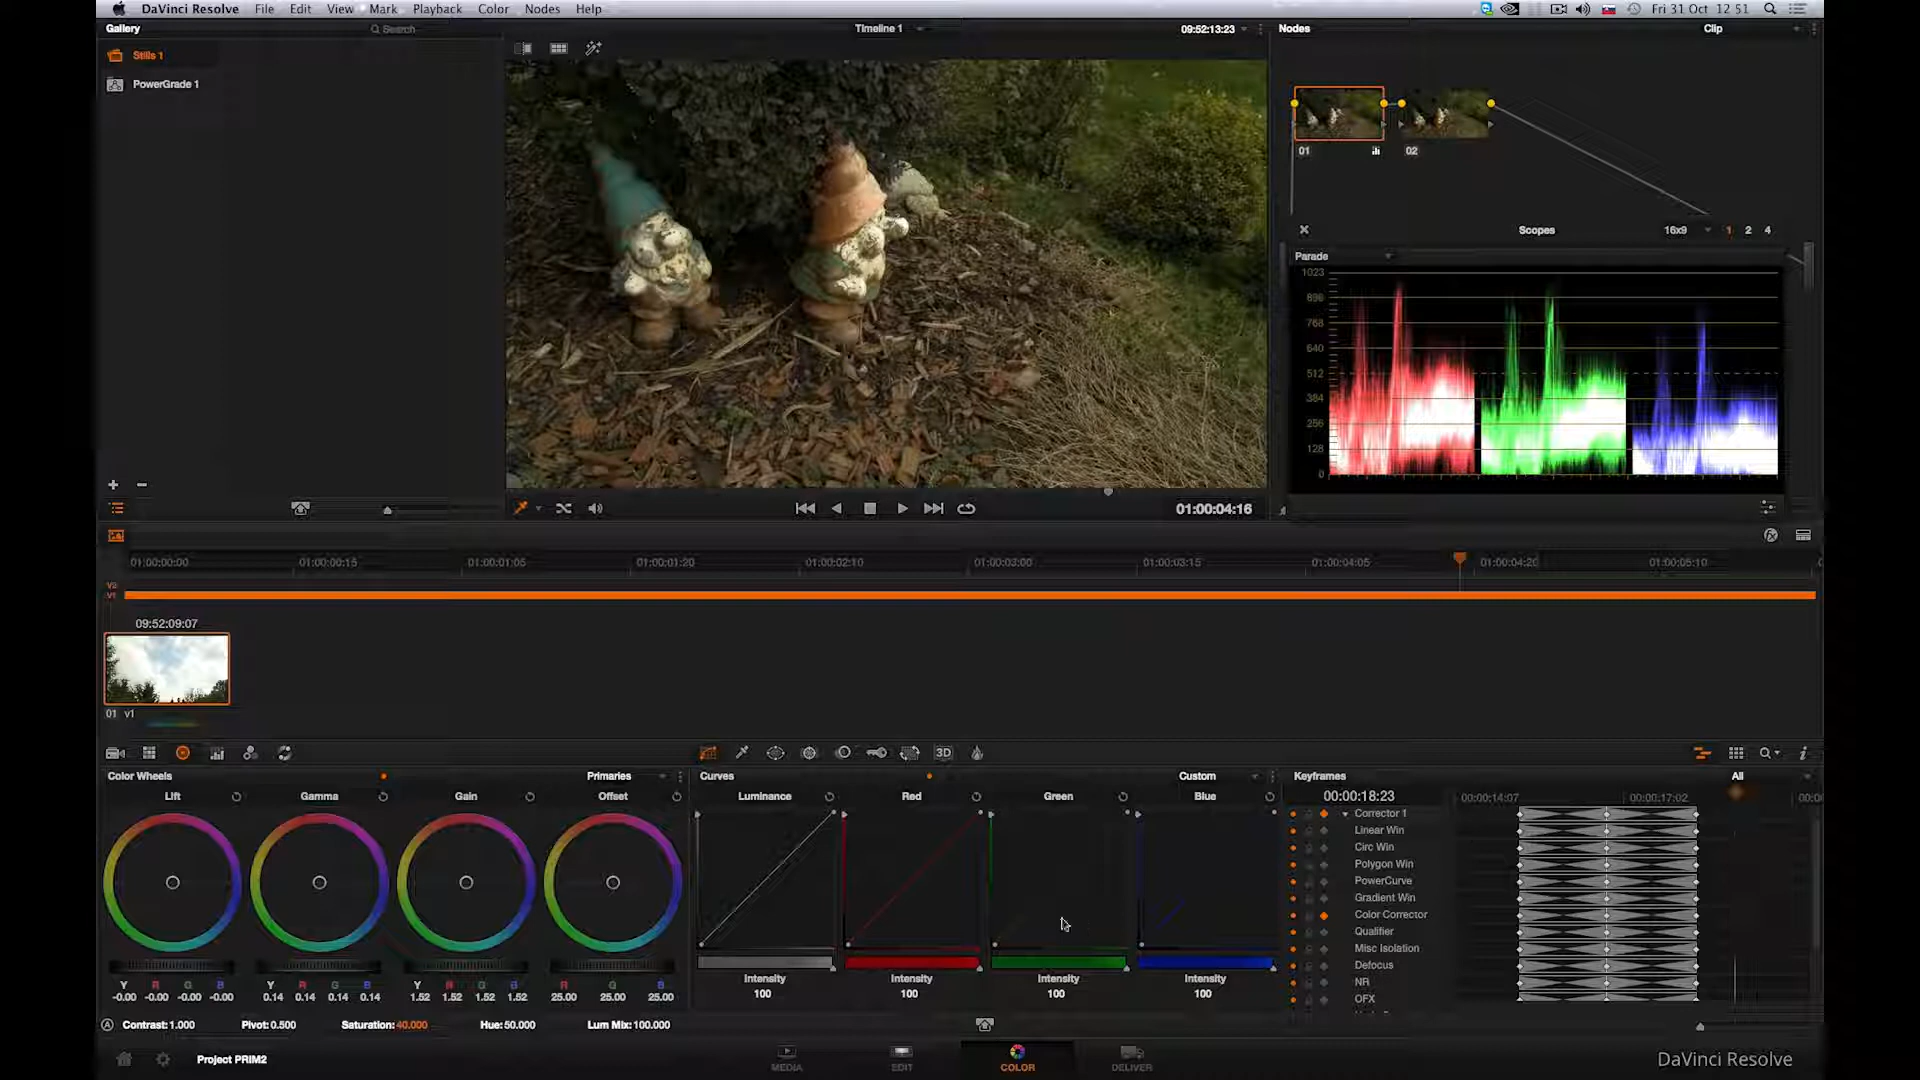 DaVinci Resolve File Edit View Mark Playback Color Nodes Help Fri 31 Oct 12 51
Gallery Search Timeline 1 09:52:13:23 Nodes Clip
Stills 1
PowerGrade 1
01 02
Scopes 16x9 1 2 4
Parade
1023
896
768
640
512
384
256
128
0
01:00:04:16
01:00:00:00 01:00:00:15 01:00:01:05 01:00:01:20 01:00:02:10 01:00:03:00 01:00:03:15 01:00:04:05 01:00:04:20 01:00:05:10
V2
V1
09:52:09:07
01 v1
3D
Color Wheels Primaries Curves Custom Keyframes All
Lift Gamma Gain Offset Luminance Red Green Blue 00:00:18:23 00:00:14:07 00:00:17:02
Corrector 1
Linear Win
Circ Win
Polygon Win
PowerCurve
Gradient Win
Color Corrector
Qualifier
Misc Isolation
Defocus
NR
OFX
Intensity Intensity Intensity Intensity
100 100 100 100
Y R G B Y R G B Y R G B R G B
-0.00 -0.00 -0.00 -0.00 0.14 0.14 0.14 0.14 1.52 1.52 1.52 1.52 25.00 25.00 25.00
A Contrast:1.000 Pivot:0.500 Saturation:40.000 Hue:50.000 Lum Mix:100.000
Project PRIM2 MEDIA EDIT COLOR DELIVER DaVinci Resolve